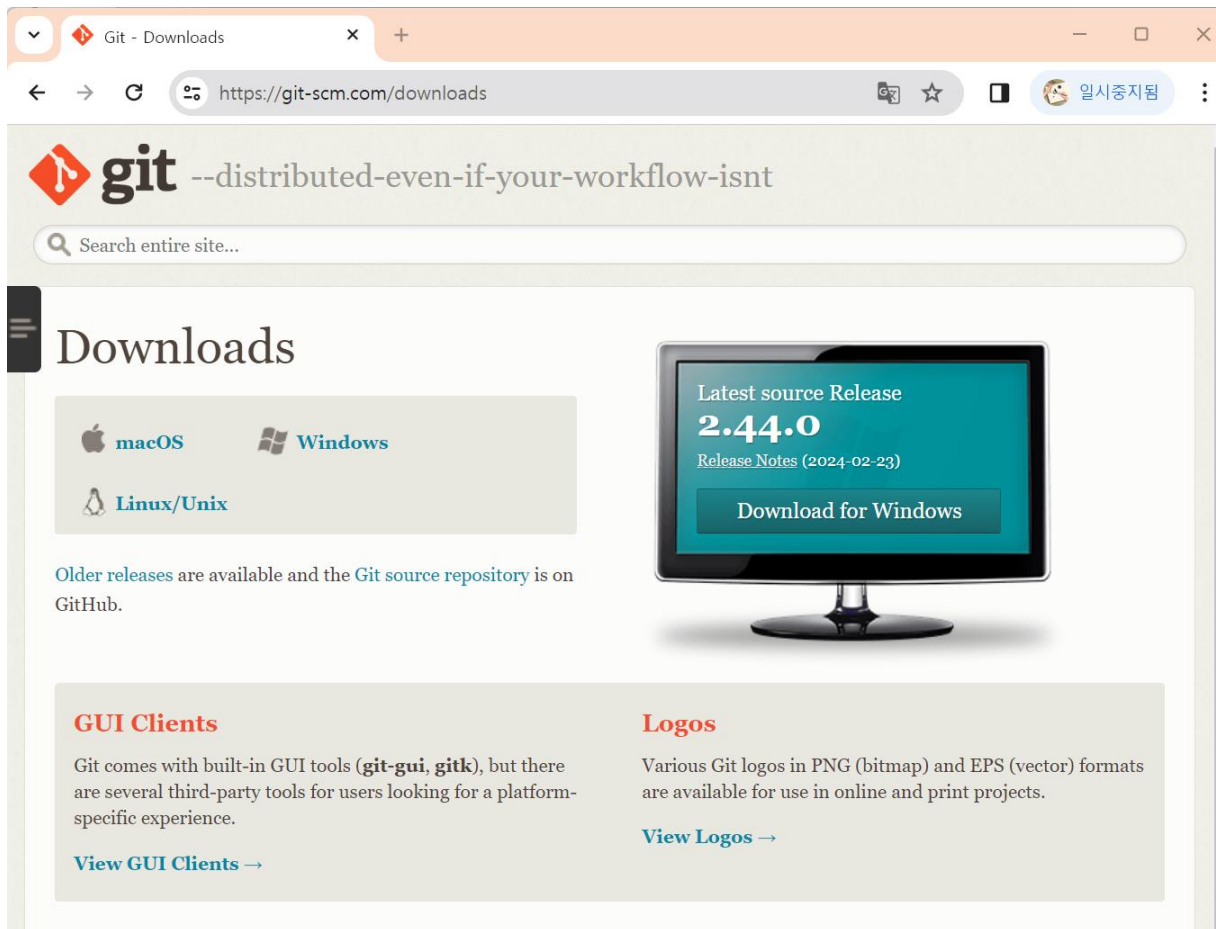 Git - Downloads
https://git-scm.com/downloads
일시중지됨
git --distributed-even-if-your-workflow-isnt
Search entire site...
Downloads
macOS
Windows
Linux/Unix
Older releases are available and the Git source repository is on
GitHub.
Latest source Release
2.44.0
Release Notes (2024-02-23)
Download for Windows
GUI Clients
Git comes with built-in GUI tools (git-gui, gitk), but there
are several third-party tools for users looking for a platform-
specific experience.
View GUI Clients →
Logos
Various Git logos in PNG (bitmap) and EPS (vector) formats
are available for use in online and print projects.
View Logos →